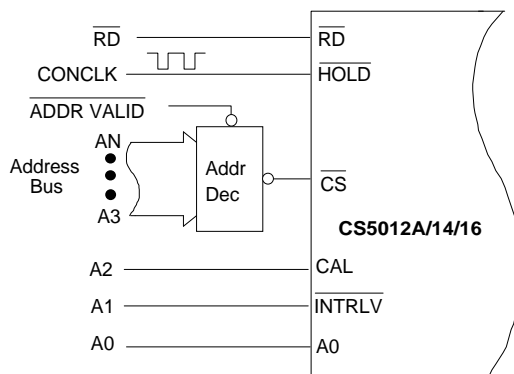 RD RD
CONCLK HOLD
ADDR VALID
AN
Address
Bus
Addr
Dec
CS
A3
CS5012A/14/16
A2 CAL
A1 INTRLV
A0 A0